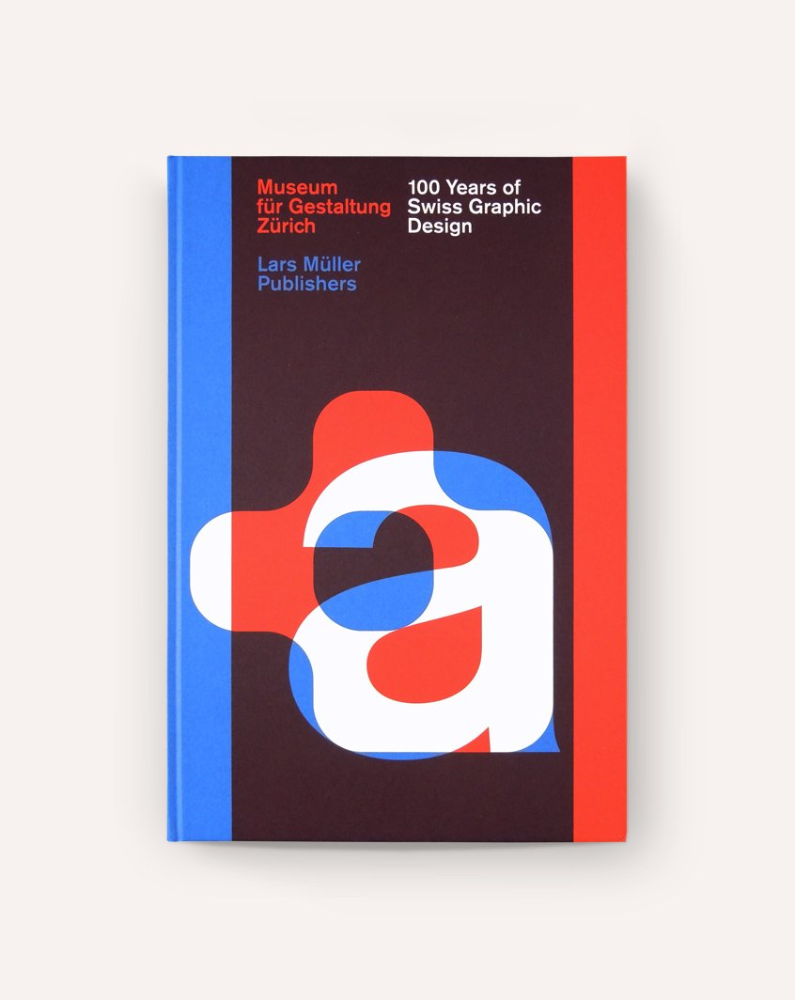 Museum
für Gestaltung
Zürich
Lars Müller
Publishers
100 Years of
Swiss Graphic
Design
a